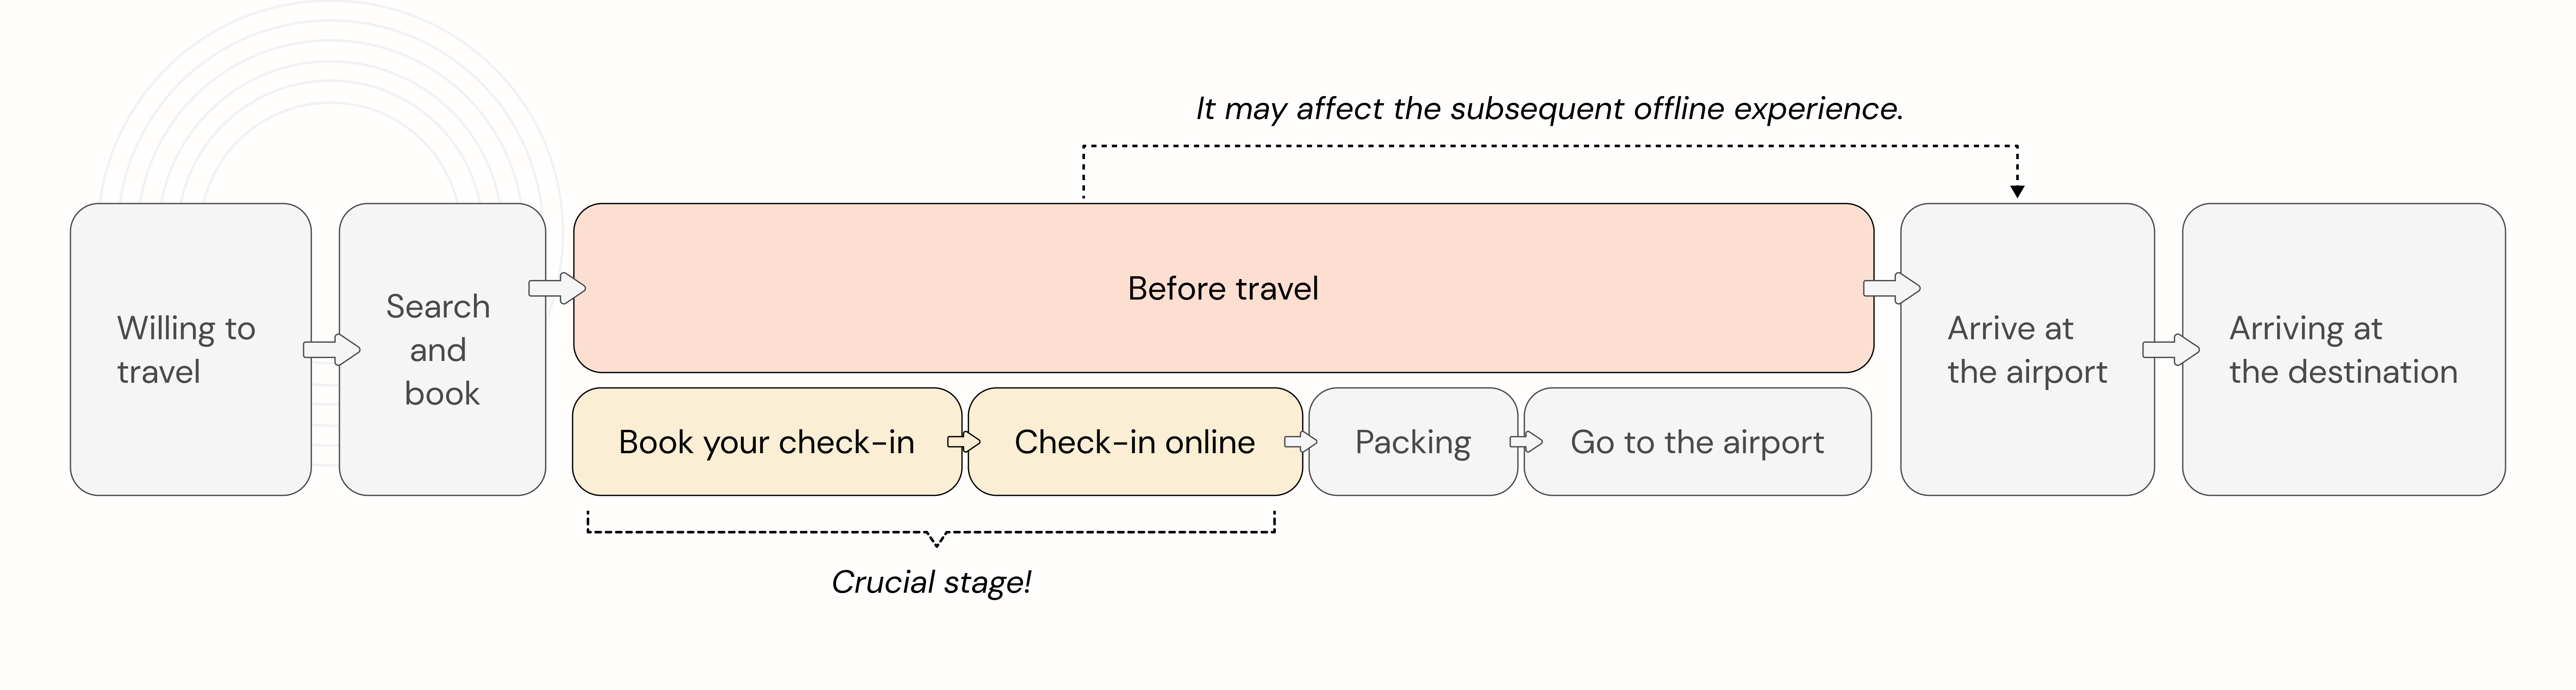 It may affect the subsequent offline experience.
Willing to
travel
Search
and
book
Before travel
Book your check-in
Check-in online
Packing
Go to the airport
Arrive at
the airport
Arriving at
the destination
Crucial stage!